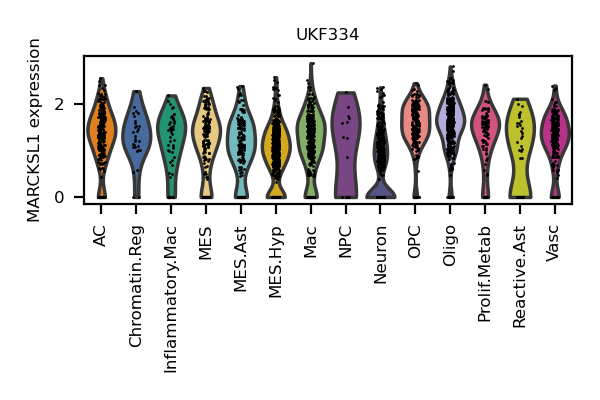 UKF334
MARCKSL1 expression
2
0
AC
Chromatin.Reg
Inflammatory.Mac
MES
MES.Ast
MES.Hyp
Mac
NPC
Neuron
OPC
Oligo
Prolif.Metab
Reactive.Ast
Vasc